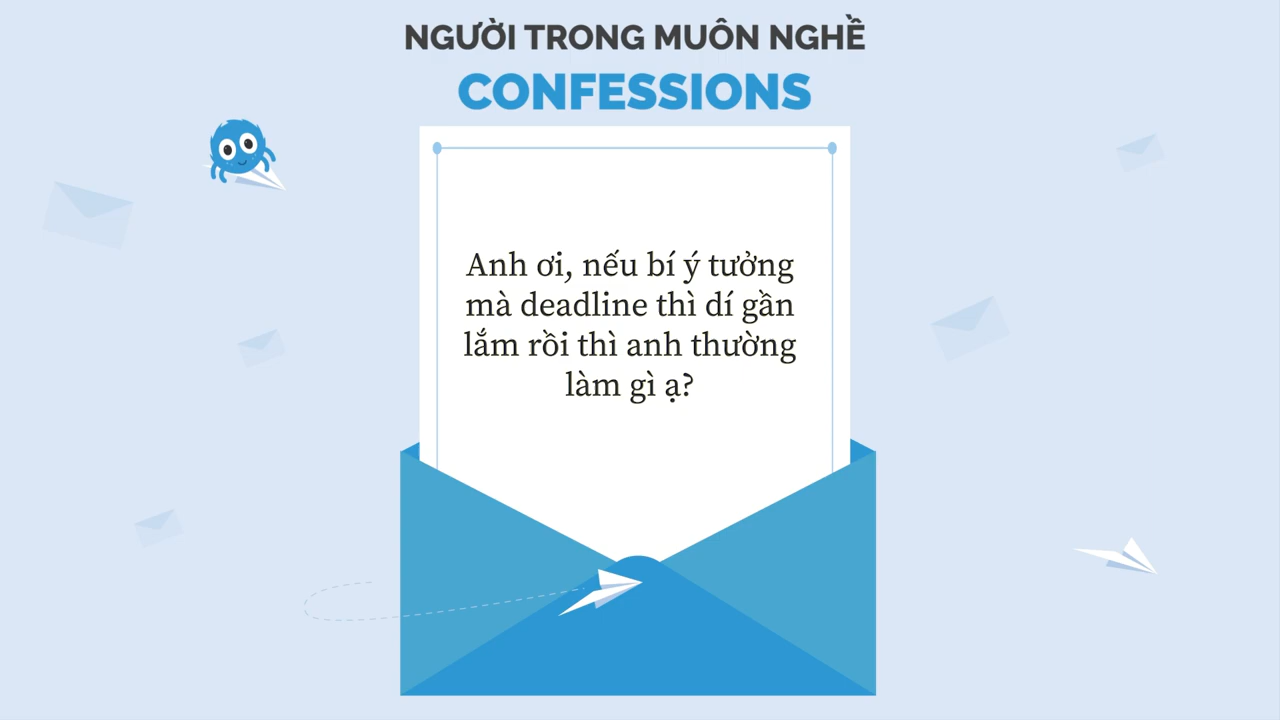 NGƯỜI TRONG MUÔN NGHỀ
CONFESSIONS
Anh ơi, nếu bí ý tưởng
mà deadline thì dí gần
lắm rồi thì anh thường
làm gì ạ?